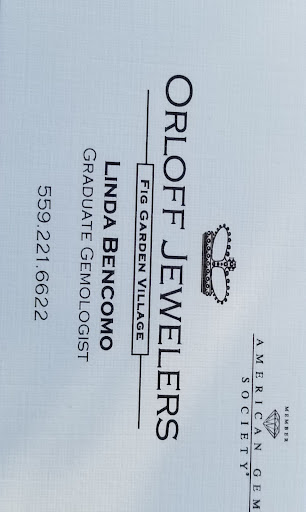 MEMBER
AMERICAN GEM
SOCIETY®
ORLOFF JEWELERS
FIG GARDEN VILLAGE
LINDA BENCOMO
GRADUATE GEMOLOGIST
559.221.6622